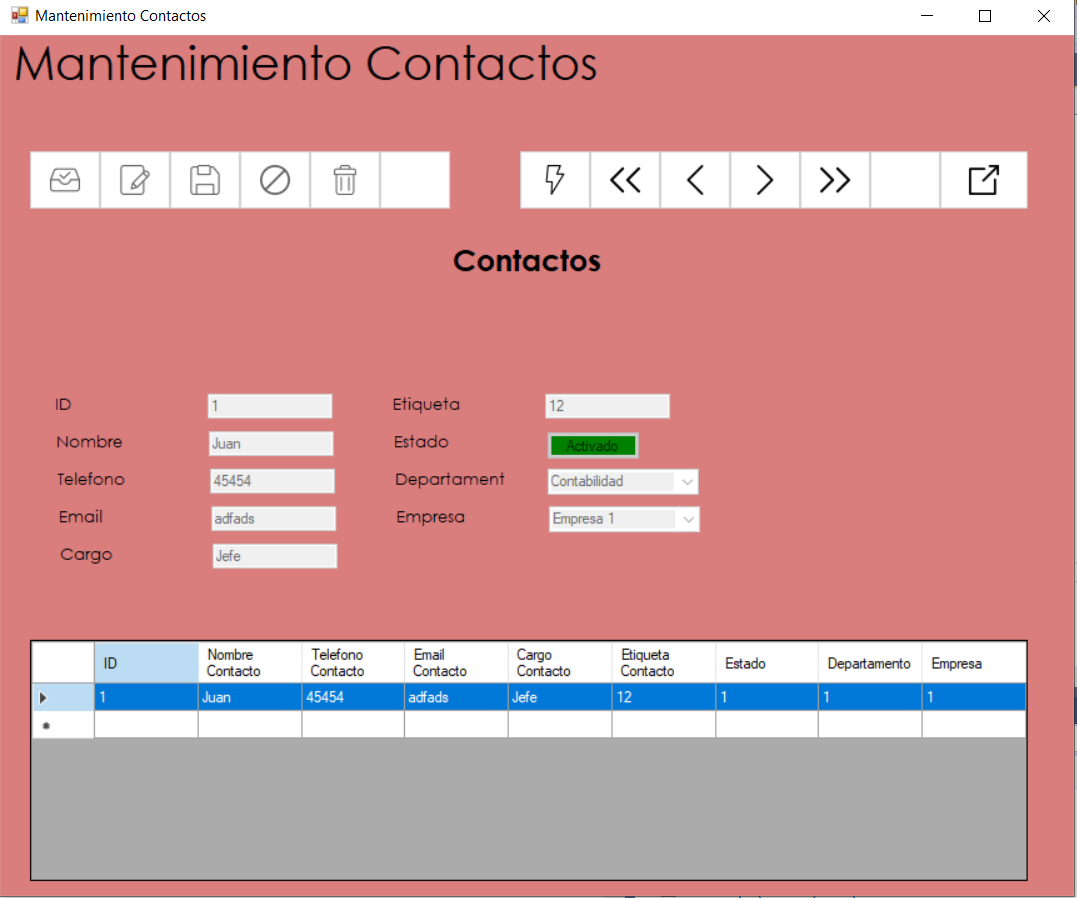 Mantenimiento Contactos
Mantenimiento Contactos
Contactos
ID 1 Etiqueta 12
Nombre Juan Estado Activado
Telefono 45454 Departament Contabilidad
Email adfads Empresa Empresa 1
Cargo Jefe
ID Nombre Contacto Telefono Contacto Email Contacto Cargo Contacto Etiqueta Contacto Estado Departamento Empresa
1 Juan 45454 adfads Jefe 12 1 1 1